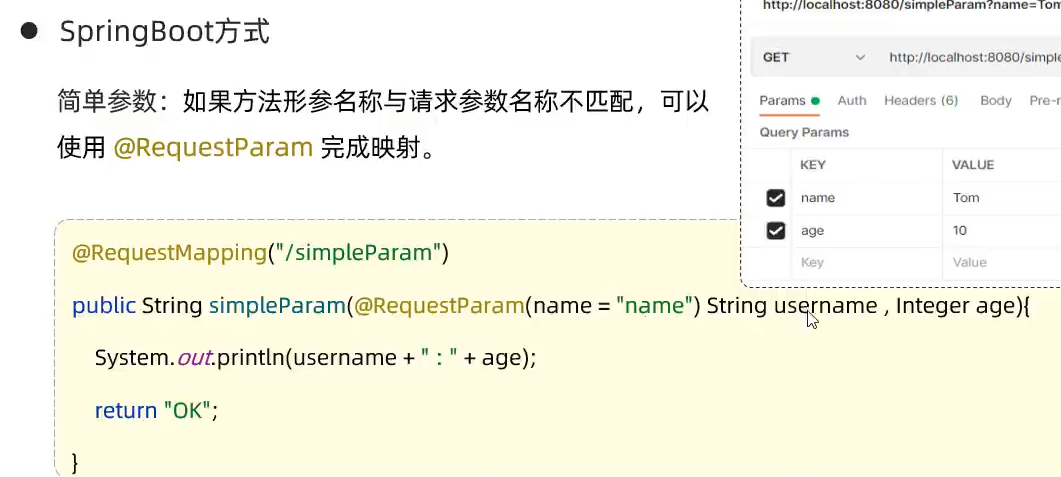 SpringBoot方式
简单参数：如果方法形参名称与请求参数名称不匹配，可以
使用 @RequestParam 完成映射。
http://localhost:8080/simpleParam?name=Tom
GET http://localhost:8080/simple
Params Auth Headers (6) Body Pre-r
Query Params
KEY VALUE
name Tom
age 10
Key Value
@RequestMapping("/simpleParam")
public String simpleParam(@RequestParam(name = "name") String username , Integer age){
System.out.println(username + " : " + age);
return "OK";
}